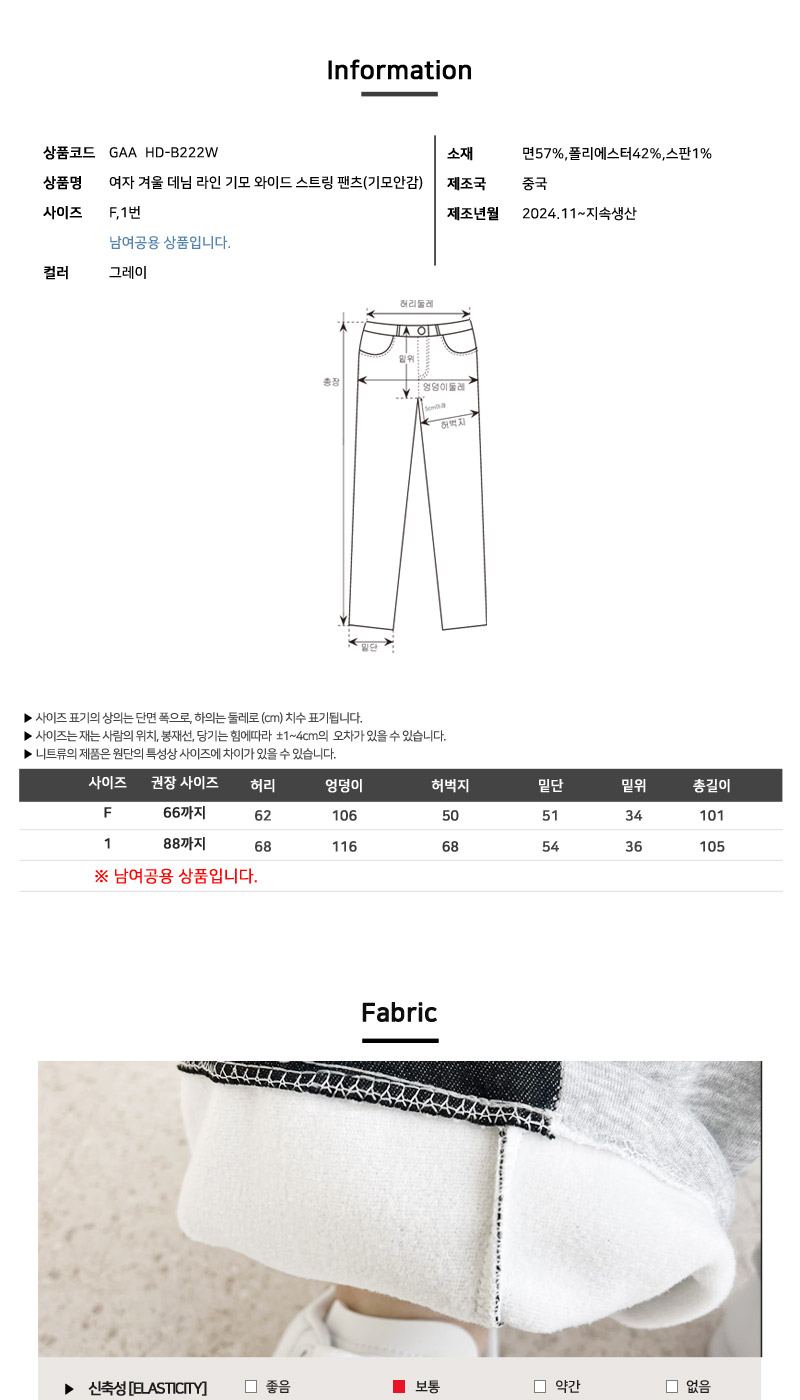 Information
상품코드 GAA HD-B222W
상품명 여자 겨울 데님 라인 기모 와이드 스트링 팬츠(기모안감)
사이즈 F,1번
남여공용 상품입니다.
컬러 그레이
소재 면57%,폴리에스터42%,스판1%
제조국 중국
제조년월 2024.11~지속생산
허리둘레
밑위
총장
엉덩이둘레
5cm아래
허벅지
밑단
▶ 사이즈 표기의 상의는 단면 폭으로, 하의는 둘레로 (cm) 치수 표기됩니다.
▶ 사이즈는 재는 사람의 위치, 봉재선, 당기는 힘에따라 ±1~4cm의 오차가 있을 수 있습니다.
▶ 니트류의 제품은 원단의 특성상 사이즈에 차이가 있을 수 있습니다.
사이즈 권장 사이즈 허리 엉덩이 허벅지 밑단 밑위 총길이
F 66까지 62 106 50 51 34 101
1 88까지 68 116 68 54 36 105
※ 남여공용 상품입니다.
Fabric
▶ 신축성 [ELASTICITY] 좋음 보통 약간 없음